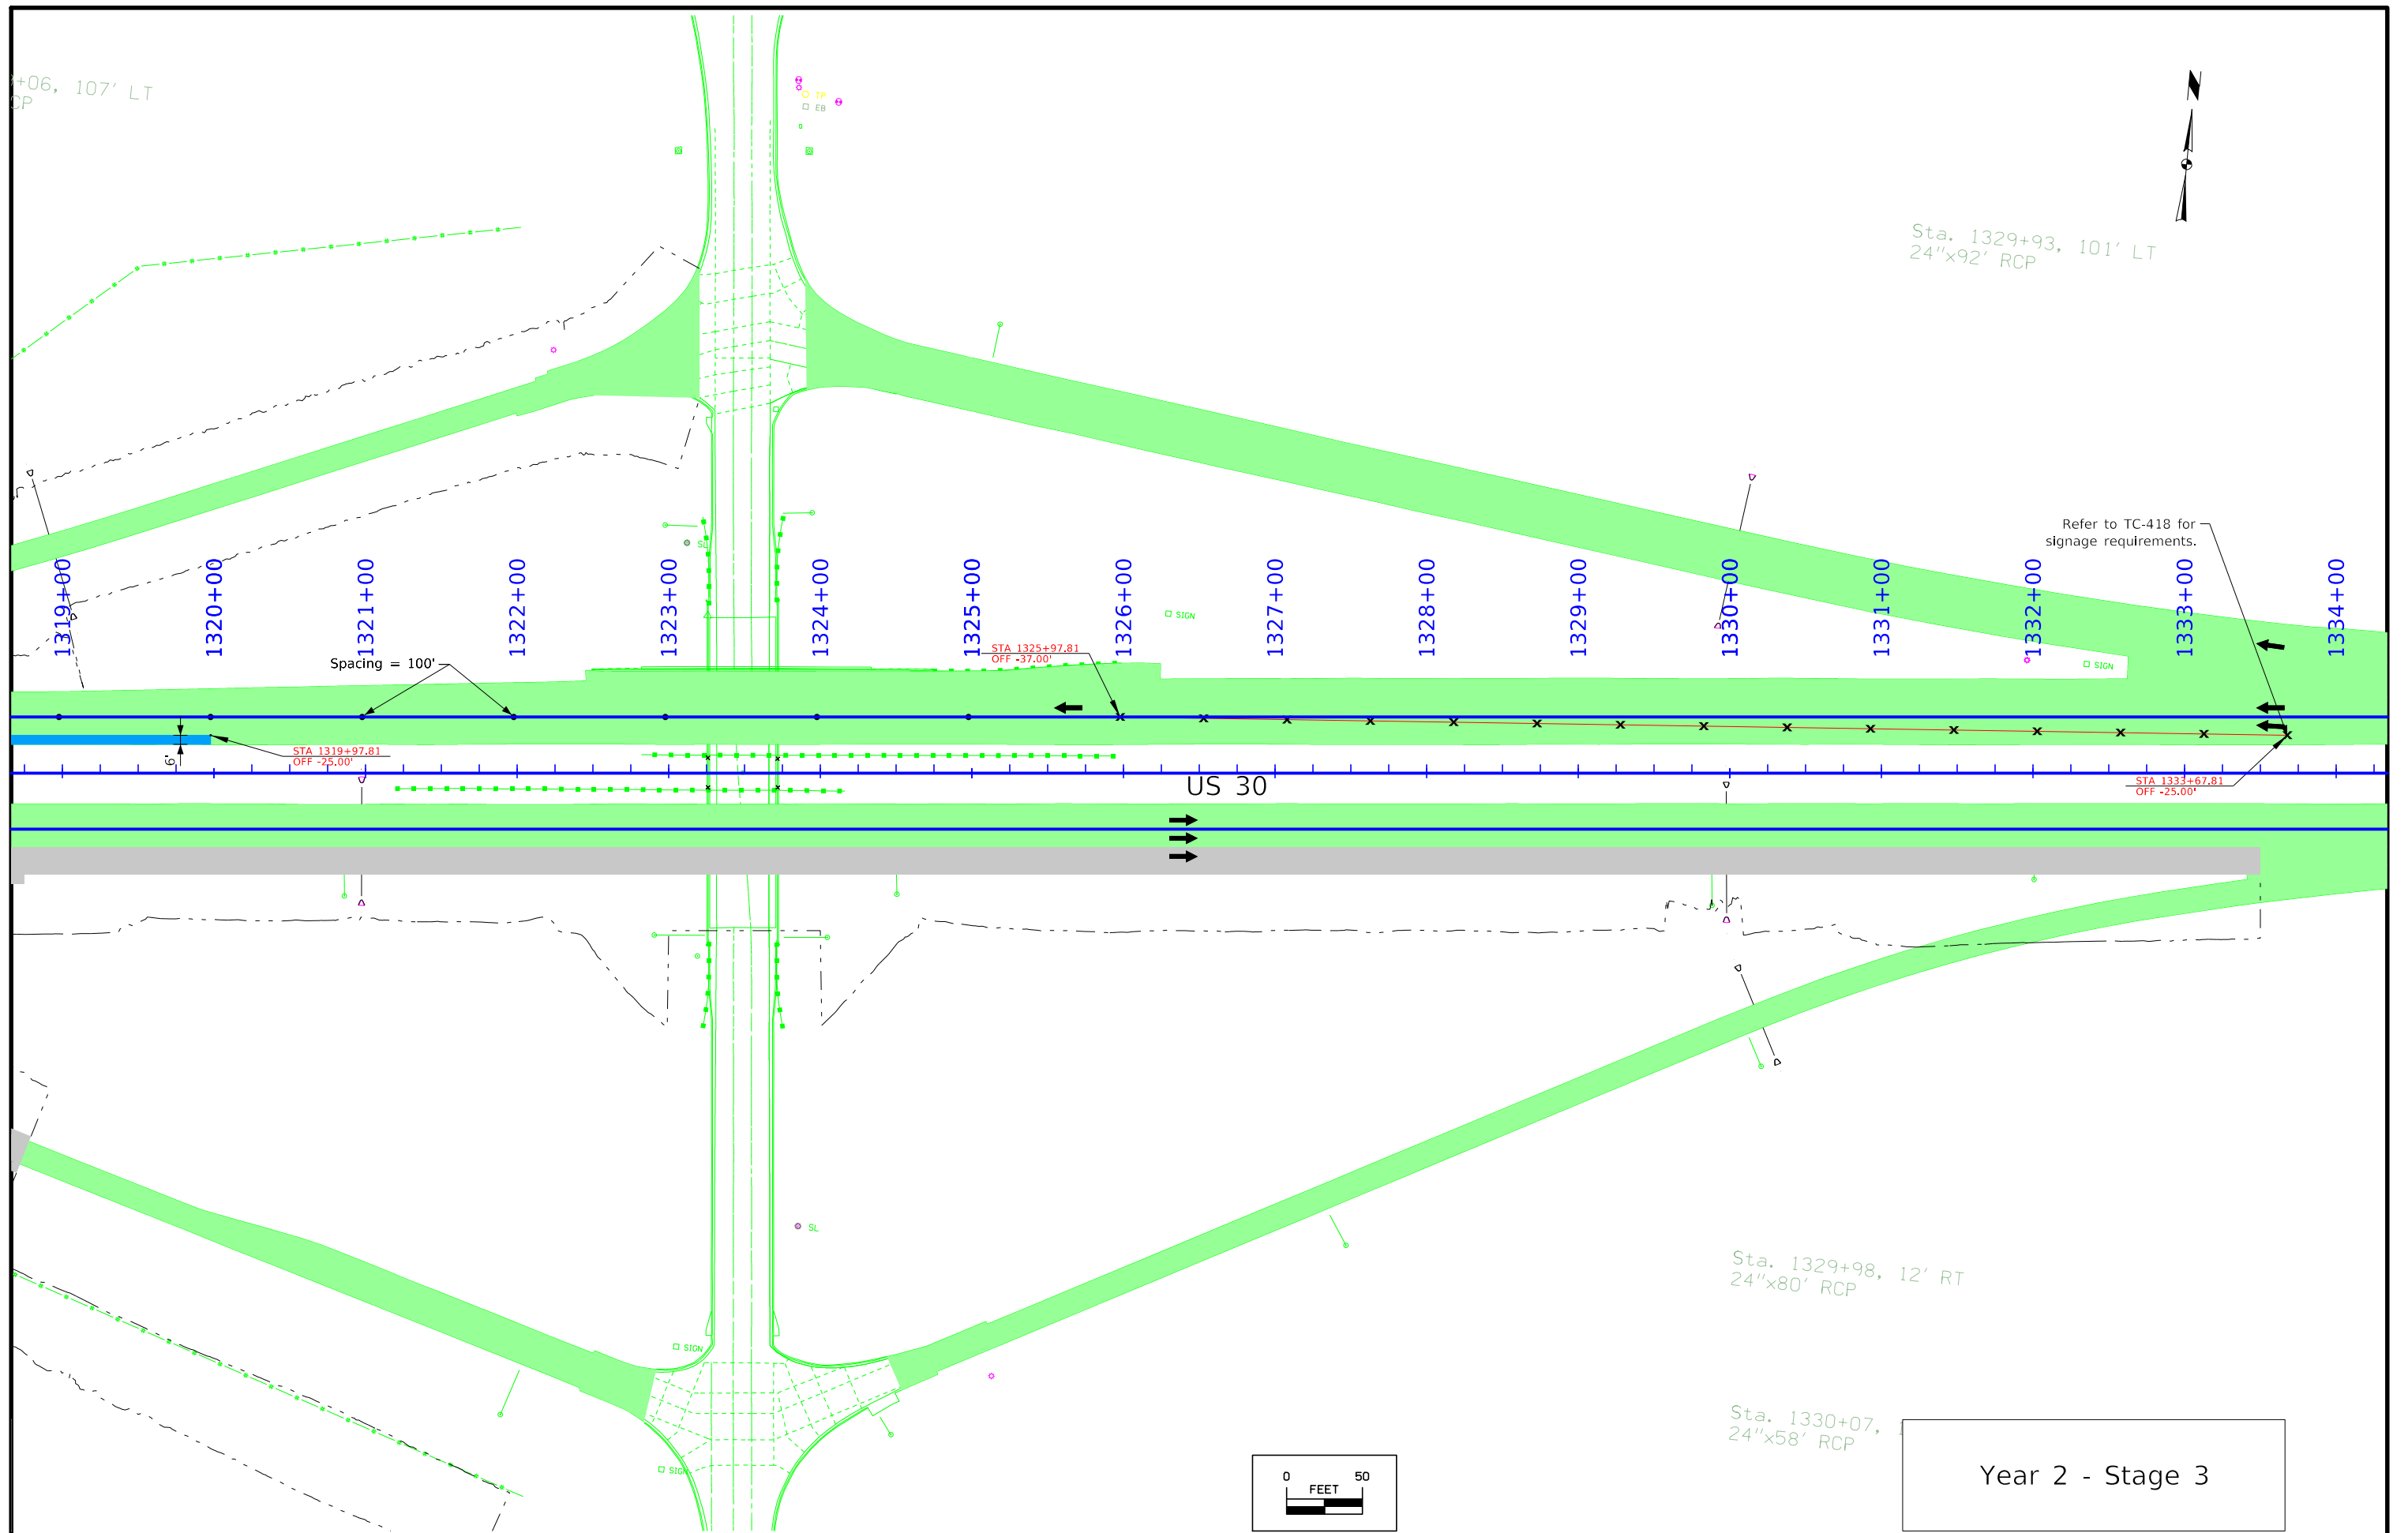 +06, 107' LT
CP
TP
EB
N
Sta. 1329+93, 101' LT
24"x92' RCP
Refer to TC-418 for
signage requirements.
SL
1319+00
1320+00
1321+00
1322+00
1323+00
1324+00
1325+00
1326+00
1327+00
1328+00
1329+00
1330+00
1331+00
1332+00
1333+00
1334+00
SIGN
Spacing = 100'
STA 1325+97.81
OFF -37.00'
SIGN
STA 1319+97.81
OFF -25.00'
6'
US 30
STA 1333+67.81
OFF -25.00'
SL
Sta. 1329+98, 12' RT
24"x80' RCP
SIGN
Sta. 1330+07,
24"x58' RCP
SIGN
0 50
FEET
Year 2 - Stage 3